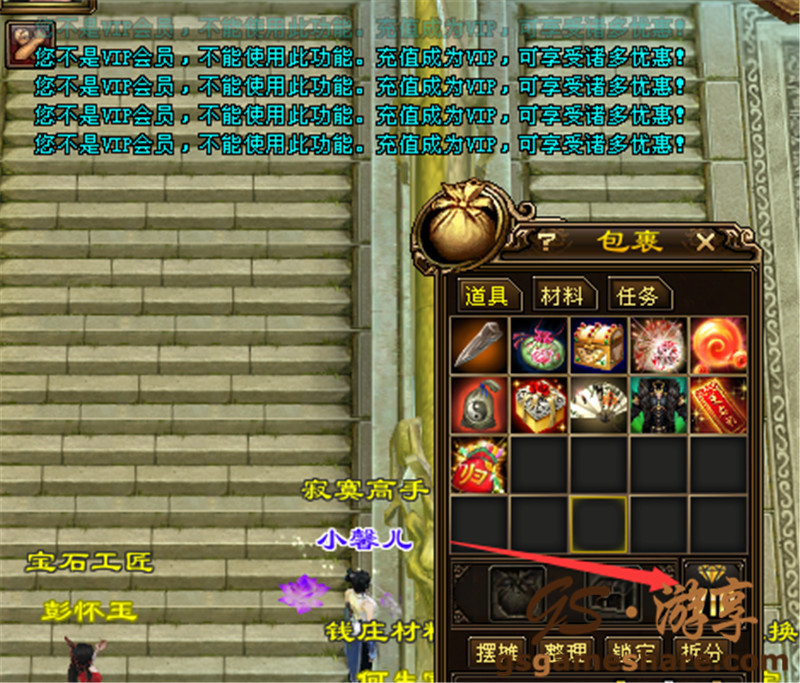 您不是VIP会员，不能使用此功能。充值成为VIP，可享受诸多优惠！
您不是VIP会员，不能使用此功能。充值成为VIP，可享受诸多优惠！
您不是VIP会员，不能使用此功能。充值成为VIP，可享受诸多优惠！
您不是VIP会员，不能使用此功能。充值成为VIP，可享受诸多优惠！
您不是VIP会员，不能使用此功能。充值成为VIP，可享受诸多优惠！
? 包裹 X
道具 材料 任务
归
寂寞高手
小馨儿
宝石工匠
彭怀玉
钱庄材料
换
GS·游享
摆摊 整理 锁定 拆分
gsgameshare.com